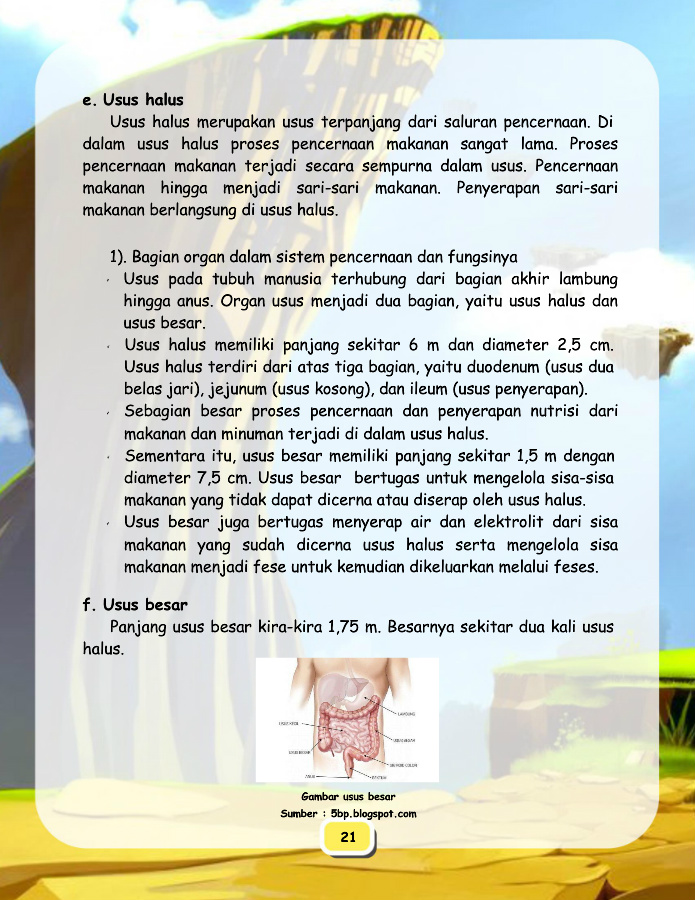 e. Usus halus
Usus halus merupakan usus terpanjang dari saluran pencernaan. Di
dalam usus halus proses pencernaan makanan sangat lama. Proses
pencernaan makanan terjadi secara sempurna dalam usus. Pencernaan
makanan hingga menjadi sari-sari makanan. Penyerapan sari-sari
makanan berlangsung di usus halus.
1). Bagian organ dalam sistem pencernaan dan fungsinya
Usus pada tubuh manusia terhubung dari bagian akhir lambung
hingga anus. Organ usus menjadi dua bagian, yaitu usus halus dan
usus besar.
Usus halus memiliki panjang sekitar 6 m dan diameter 2,5 cm.
Usus halus terdiri dari atas tiga bagian, yaitu duodenum (usus dua
belas jari), jejunum (usus kosong), dan ileum (usus penyerapan).
Sebagian besar proses pencernaan dan penyerapan nutrisi dari
makanan dan minuman terjadi di dalam usus halus.
Sementara itu, usus besar memiliki panjang sekitar 1,5 m dengan
diameter 7,5 cm. Usus besar bertugas untuk mengelola sisa-sisa
makanan yang tidak dapat dicerna atau diserap oleh usus halus.
Usus besar juga bertugas menyerap air dan elektrolit dari sisa
makanan yang sudah dicerna usus halus serta mengelola sisa
makanan menjadi fese untuk kemudian dikeluarkan melalui feses.
f. Usus besar
Panjang usus besar kira-kira 1,75 m. Besarnya sekitar dua kali usus
halus.
LAMBUNG
USUS BESAR
USUS BESAR
SIGMOID COLON
ANUS
REKTUM
Gambar usus besar
Sumber : 5bp.blogspot.com
21